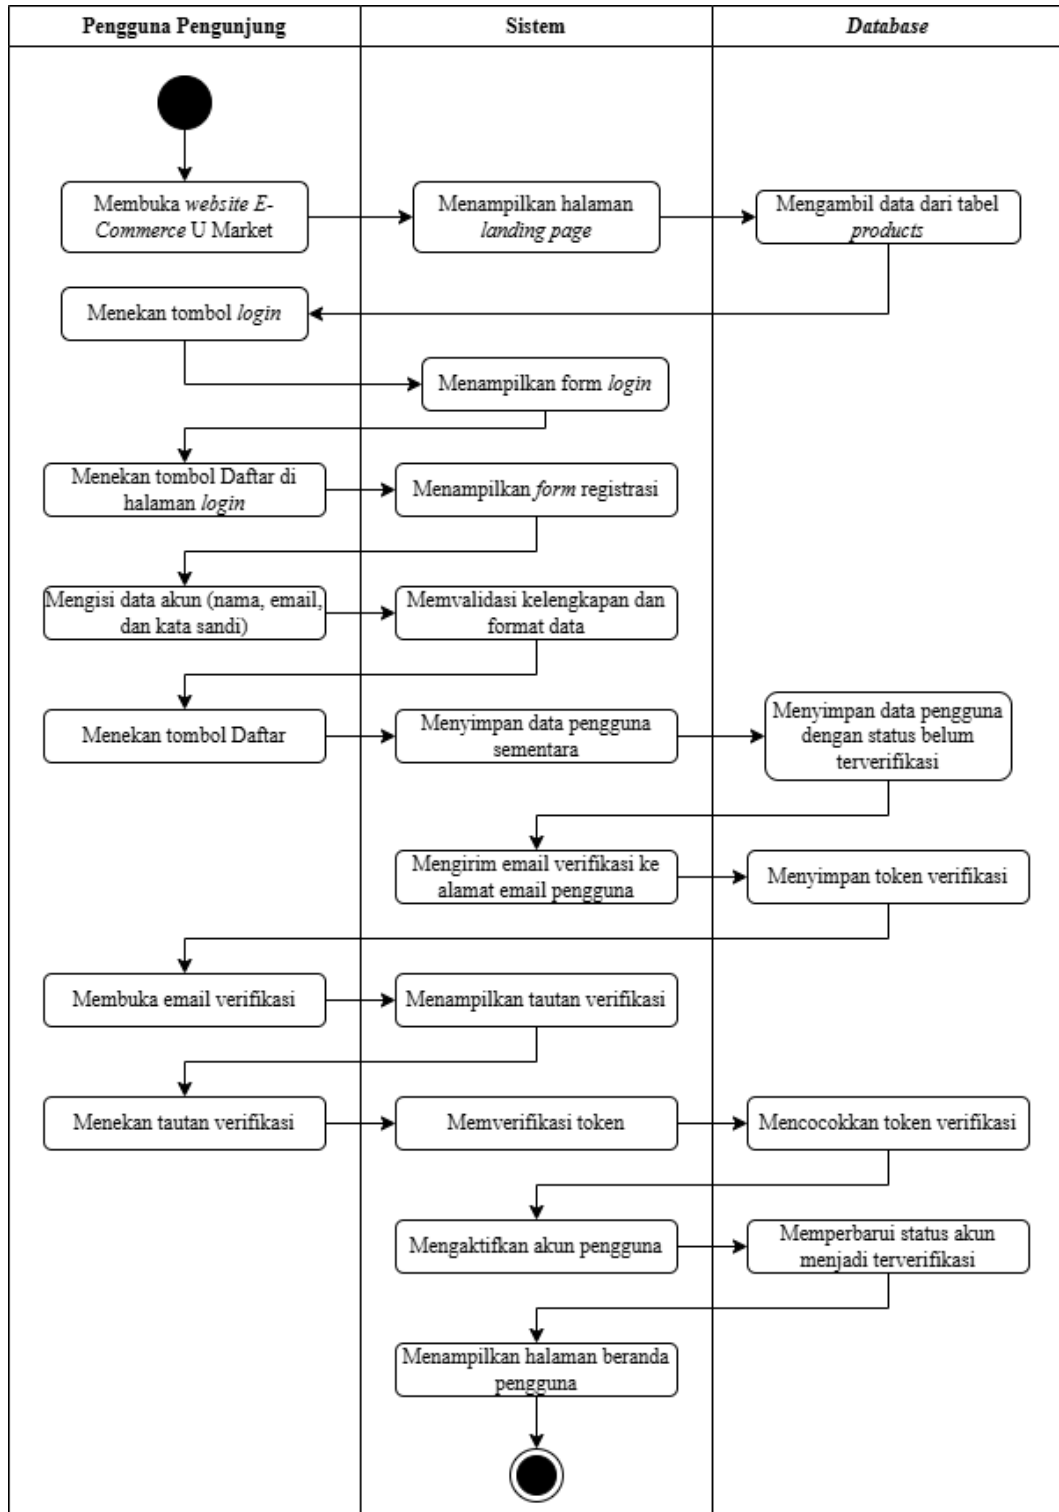 Pengguna Pengunjung
Sistem
Database
Membuka website E-
Commerce U Market
Menampilkan halaman
landing page
Mengambil data dari tabel
products
Menekan tombol login
Menampilkan form login
Menekan tombol Daftar di
halaman login
Menampilkan form registrasi
Mengisi data akun (nama, email,
dan kata sandi)
Memvalidasi kelengkapan dan
format data
Menekan tombol Daftar
Menyimpan data pengguna
sementara
Menyimpan data pengguna
dengan status belum
terverifikasi
Mengirim email verifikasi ke
alamat email pengguna
Menyimpan token verifikasi
Membuka email verifikasi
Menampilkan tautan verifikasi
Menekan tautan verifikasi
Memverifikasi token
Mencocokkan token verifikasi
Mengaktifkan akun pengguna
Memperbarui status akun
menjadi terverifikasi
Menampilkan halaman beranda
pengguna